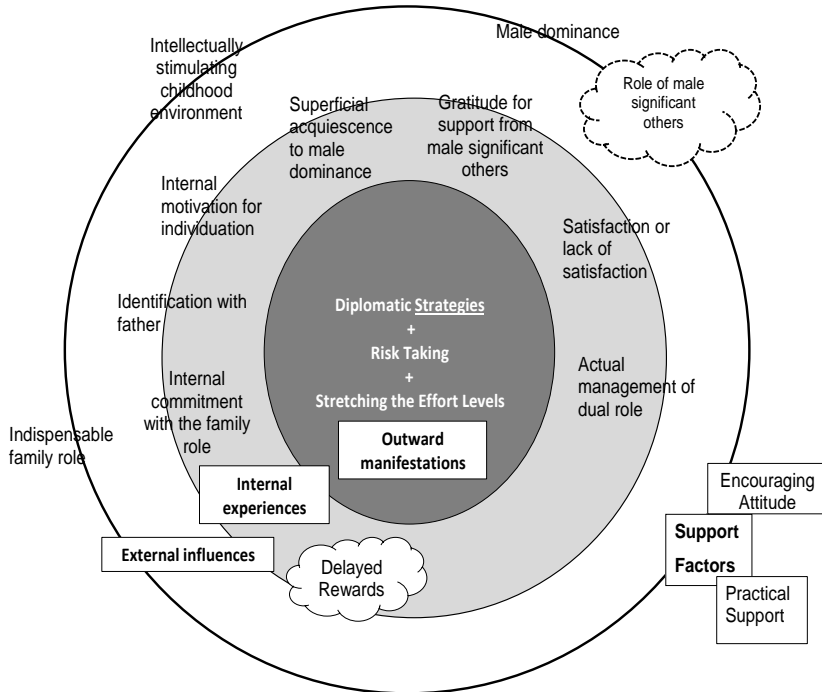 Male dominance
Intellectually
stimulating
childhood
environment
Role of male
significant
others
Superficial
acquiescence
to male
dominance
Gratitude for
support from
male significant
others
Internal
motivation for
individuation
Satisfaction or
lack of
satisfaction
Identification with
father
Diplomatic Strategies
+
Risk Taking
+
Stretching the Effort Levels
Actual
management of
dual role
Internal
commitment
with the family
role
Indispensable
family role
Outward
manifestations
Internal
experiences
External influences
Delayed
Rewards
Encouraging
Attitude
Support
Factors
Practical
Support